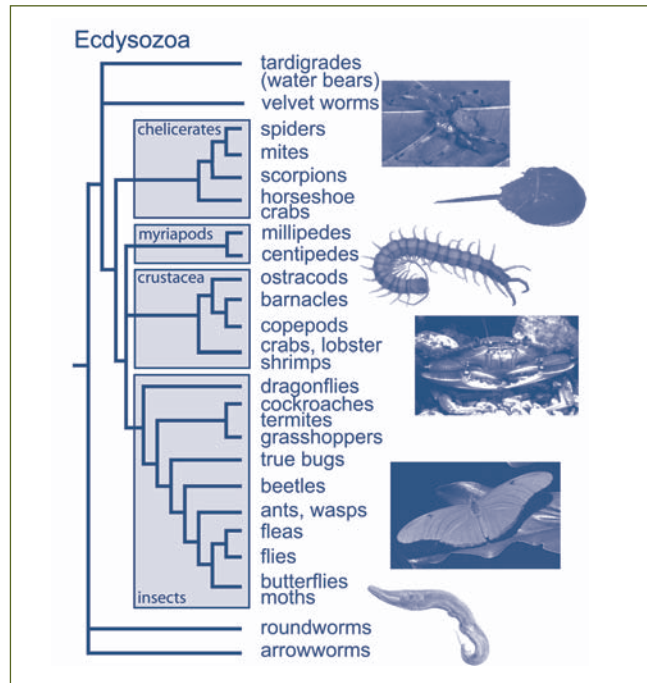 Ecdysozoa
tardigrades
(water bears)
velvet worms
chelicerates
spiders
mites
scorpions
horseshoe
crabs
myriapods
millipedes
centipedes
crustacea
ostracods
barnacles
copepods
crabs, lobster
shrimps
dragonflies
cockroaches
termites
grasshoppers
true bugs
beetles
ants, wasps
fleas
flies
butterflies
moths
insects
roundworms
arrowworms